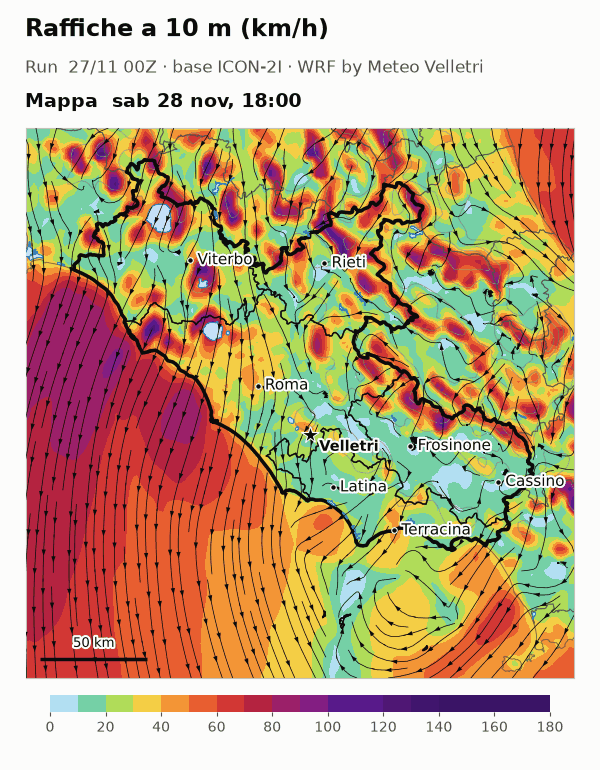 Raffiche a 10 m (km/h)
Run 27/11 00Z · base ICON-2I · WRF by Meteo Velletri
Mappa sab 28 nov, 18:00
Viterbo
Rieti
Roma
Velletri
Frosinone
Cassino
Latina
Terracina
50 km
0 20 40 60 80 100 120 140 160 180